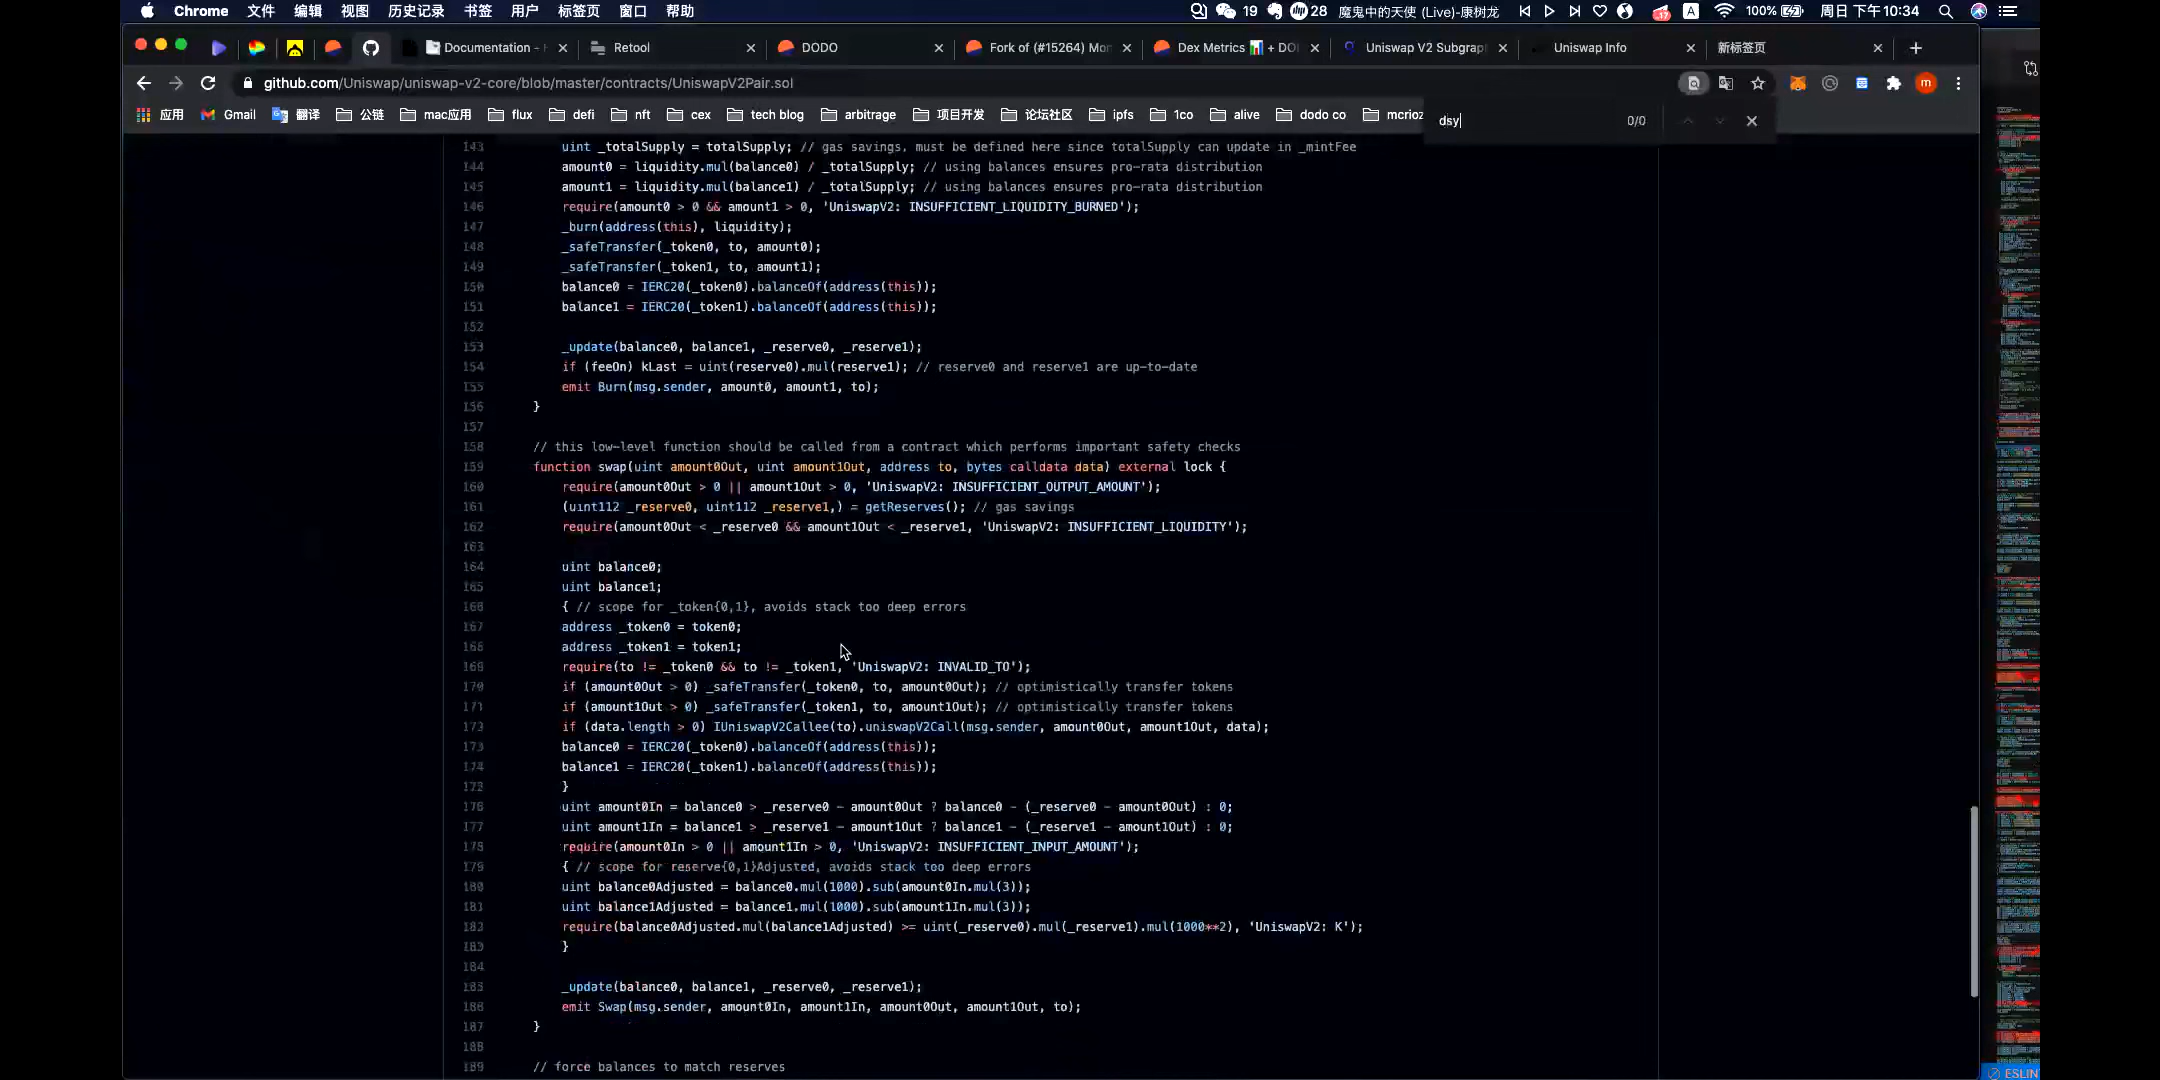 Chrome 文件 编辑 视图 历史记录 书签 用户 标签页 窗口 帮助 19 28 魔鬼中的天使 (Live)-康树龙 17 A 100% 周日 下午10:34
Documentation - Retool DODO Fork of (#15264) Mor Dex Metrics + DO Uniswap V2 Subgrap Uniswap Info 新标签页
github.com/Uniswap/uniswap-v2-core/blob/master/contracts/UniswapV2Pair.sol m
应用 Gmail 翻译 公链 mac应用 flux defi nft cex tech blog arbitrage 项目开发 论坛社区 ipfs 1co alive dodo co mcrioz dsy 0/0
143 uint _totalSupply = totalSupply; // gas savings, must be defined here since totalSupply can update in _mintFee
144 amount0 = liquidity.mul(balance0) / _totalSupply; // using balances ensures pro-rata distribution
145 amount1 = liquidity.mul(balance1) / _totalSupply; // using balances ensures pro-rata distribution
146 require(amount0 > 0 && amount1 > 0, 'UniswapV2: INSUFFICIENT_LIQUIDITY_BURNED');
147 _burn(address(this), liquidity);
148 _safeTransfer(_token0, to, amount0);
149 _safeTransfer(_token1, to, amount1);
150 balance0 = IERC20(_token0).balanceOf(address(this));
151 balance1 = IERC20(_token1).balanceOf(address(this));
152
153 _update(balance0, balance1, _reserve0, _reserve1);
154 if (feeOn) kLast = uint(reserve0).mul(reserve1); // reserve0 and reserve1 are up-to-date
155 emit Burn(msg.sender, amount0, amount1, to);
156 }
157
158 // this low-level function should be called from a contract which performs important safety checks
159 function swap(uint amount0Out, uint amount1Out, address to, bytes calldata data) external lock {
160 require(amount0Out > 0 || amount1Out > 0, 'UniswapV2: INSUFFICIENT_OUTPUT_AMOUNT');
161 (uint112 _reserve0, uint112 _reserve1,) = getReserves(); // gas savings
162 require(amount0Out < _reserve0 && amount1Out < _reserve1, 'UniswapV2: INSUFFICIENT_LIQUIDITY');
163
164 uint balance0;
165 uint balance1;
166 { // scope for _token{0,1}, avoids stack too deep errors
167 address _token0 = token0;
168 address _token1 = token1;
169 require(to != _token0 && to != _token1, 'UniswapV2: INVALID_TO');
170 if (amount0Out > 0) _safeTransfer(_token0, to, amount0Out); // optimistically transfer tokens
171 if (amount1Out > 0) _safeTransfer(_token1, to, amount1Out); // optimistically transfer tokens
172 if (data.length > 0) IUniswapV2Callee(to).uniswapV2Call(msg.sender, amount0Out, amount1Out, data);
173 balance0 = IERC20(_token0).balanceOf(address(this));
174 balance1 = IERC20(_token1).balanceOf(address(this));
175 }
176 uint amount0In = balance0 > _reserve0 - amount0Out ? balance0 - (_reserve0 - amount0Out) : 0;
177 uint amount1In = balance1 > _reserve1 - amount1Out ? balance1 - (_reserve1 - amount1Out) : 0;
178 require(amount0In > 0 || amount1In > 0, 'UniswapV2: INSUFFICIENT_INPUT_AMOUNT');
179 { // scope for reserve{0,1}Adjusted, avoids stack too deep errors
180 uint balance0Adjusted = balance0.mul(1000).sub(amount0In.mul(3));
181 uint balance1Adjusted = balance1.mul(1000).sub(amount1In.mul(3));
182 require(balance0Adjusted.mul(balance1Adjusted) >= uint(_reserve0).mul(_reserve1).mul(1000**2), 'UniswapV2: K');
183 }
184
185 _update(balance0, balance1, _reserve0, _reserve1);
186 emit Swap(msg.sender, amount0In, amount1In, amount0Out, amount1Out, to);
187 }
188
189 // force balances to match reserves
ESLIN